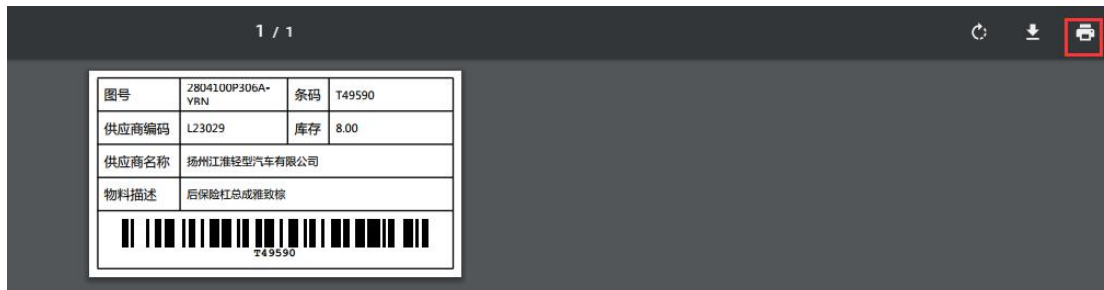 1 / 1
图号 2804100P306A-YBN 条码 T49590
供应商编码 L23029 库存 8.00
供应商名称 扬州江淮轻型汽车有限公司
物料描述 后保险杠总成雅致棕
T49590